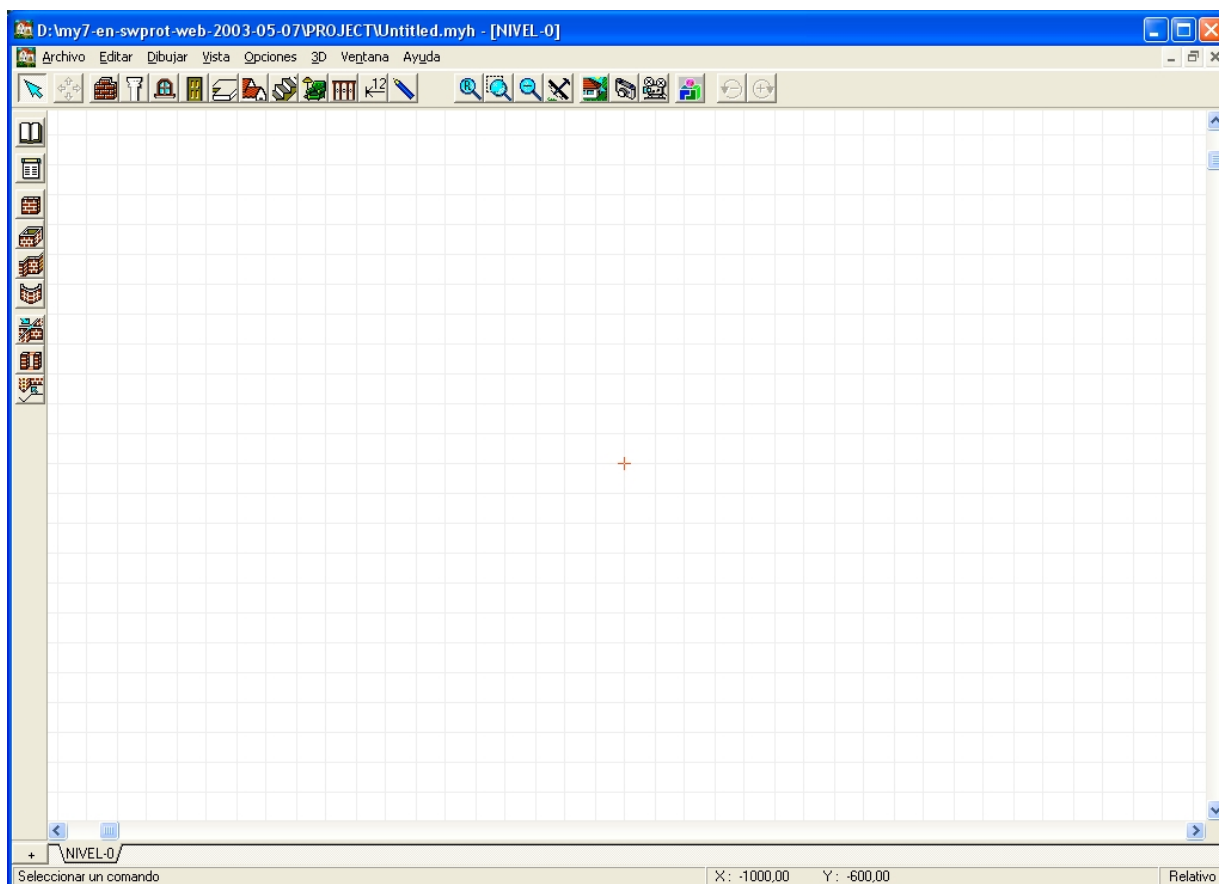 D:\my7-en-swprot-web-2003-05-07\PROJECT\Untitled.myh - [NIVEL-0]
Archivo Editar Dibujar Vista Opciones 3D Ventana Ayuda
12
R
+ NIVEL-0
Seleccionar un comando X: -1000,00 Y: -600,00 Relativo